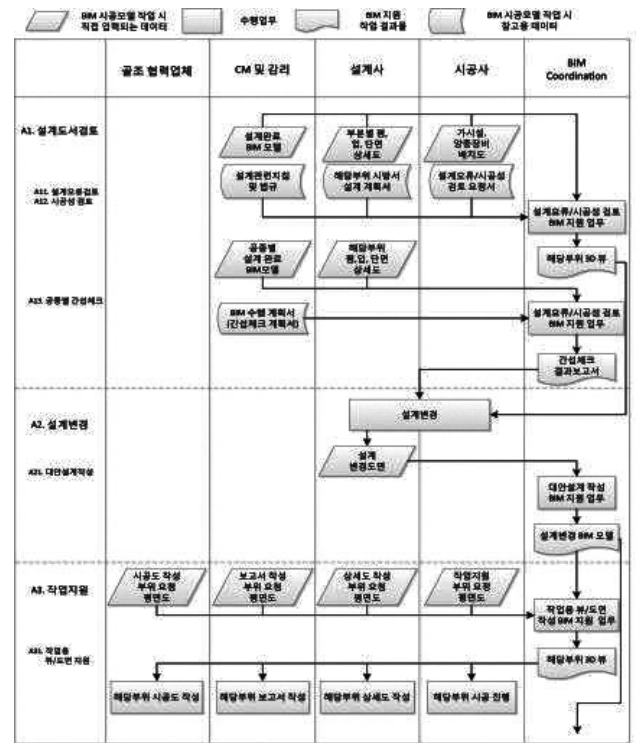 BIM 시공모델 작업 시
직접 입력되는 데이터
수행업무
BIM 지원
작업 결과물
BIM 시공모델 작업 시
참고용 데이터
골조 협력업체
CM 및 감리
설계사
시공사
BIM
Coordination
A1. 설계도서검토
설계완료
BIM 모델
부분별 평,
입, 단면
상세도
가시설,
양중장비
배치도
A11. 설계오류검토
A12. 시공성 검토
설계관련지침
및 법규
해당부위 시방서
설계 계획서
설계오류/시공성
검토 요청서
설계오류/시공성 검토
BIM 지원 업무
해당부위 3D 뷰
공종별
설계 완료
BIM모델
해당부위
평,입, 단면
상세도
A13. 공종별 간섭체크
BIM 수행 계획서
(간섭체크 계획서)
설계오류/시공성 검토
BIM 지원 업무
간섭체크
결과보고서
A2. 설계변경
설계변경
A21. 대안설계작성
설계
변경도면
대안설계 작성
BIM 지원 업무
설계변경 BIM 모델
A3. 작업지원
시공도 작성
부위 요청
평면도
보고서 작성
부위 요청
평면도
상세도 작성
부위 요청
평면도
작업지원
부위 요청
평면도
작업용 뷰/도면
작성 BIM 지원 업무
A31. 작업용
뷰/도면 지원
해당부위 3D 뷰
해당부위 시공도 작성
해당부위 보고서 작성
해당부위 상세도 작성
해당부위 시공 진행